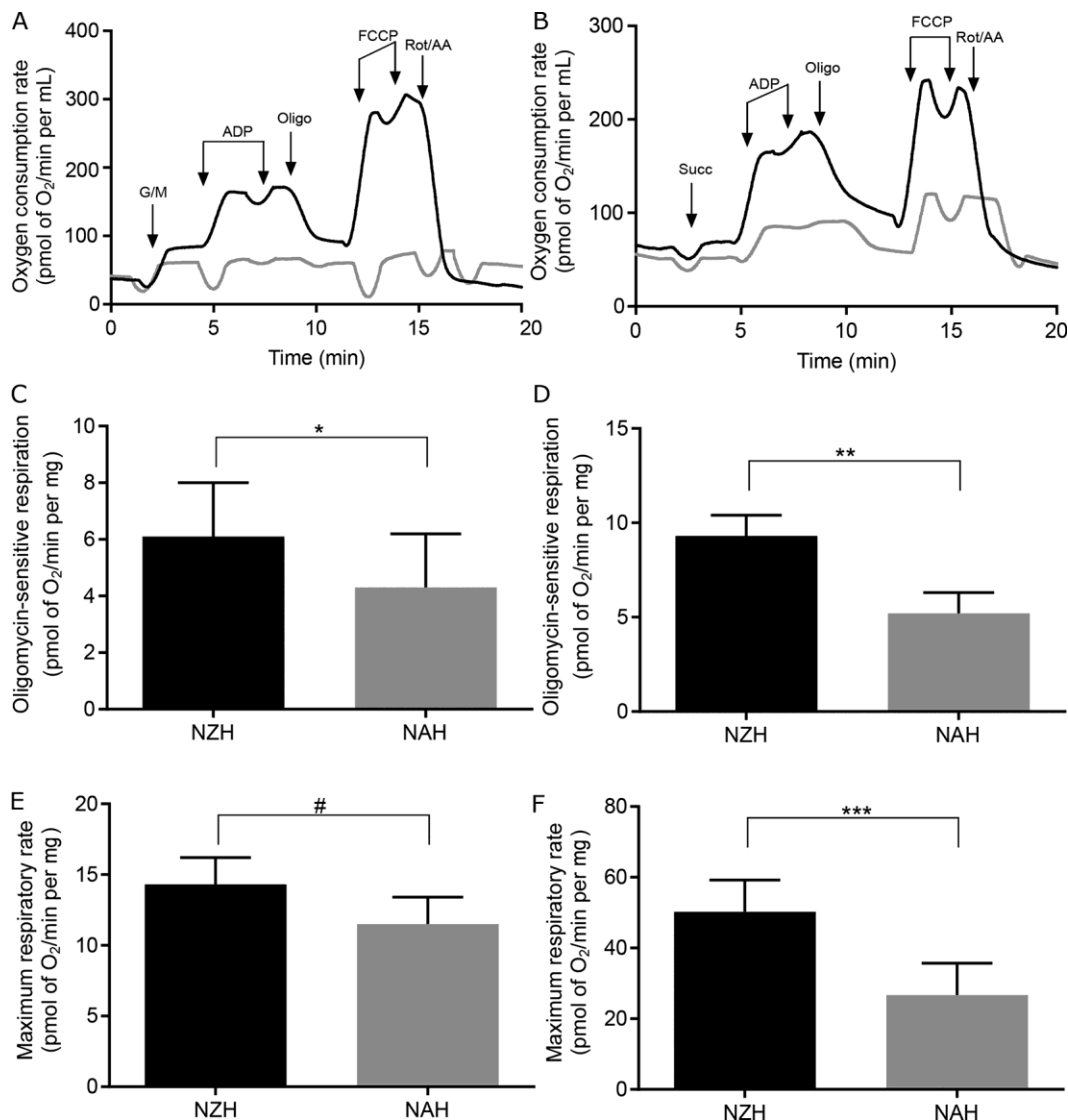 A
Oxygen consumption rate
(pmol of O₂/min per mL)
400
300
200
100
0
0
5
10
15
20
Time (min)
G/M
ADP
Oligo
FCCP
Rot/AA
B
Oxygen consumption rate
(pmol of O₂/min per mL)
300
200
100
0
0
5
10
15
20
Time (min)
Succ
ADP
Oligo
FCCP
Rot/AA
C
Oligomycin-sensitive respiration
(pmol of O₂/min per mg)
10
8
6
4
2
0
*
NZH
NAH
D
Oligomycin-sensitive respiration
(pmol of O₂/min per mg)
15
10
5
0
**
NZH
NAH
E
Maximum respiratory rate
(pmol of O₂/min per mg)
20
15
10
5
0
#
NZH
NAH
F
Maximum respiratory rate
(pmol of O₂/min per mg)
80
60
40
20
0
***
NZH
NAH